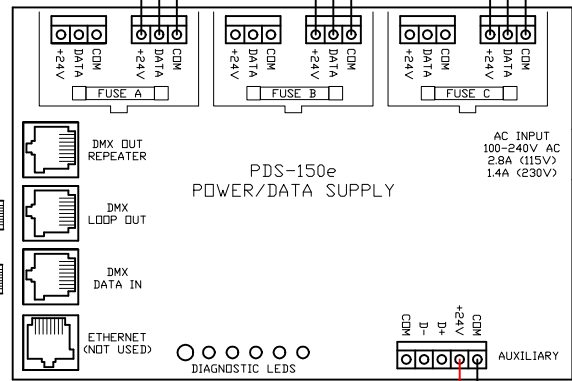 +24V DATA COM +24V DATA COM +24V DATA COM +24V DATA COM +24V DATA COM +24V DATA COM
FUSE A FUSE B FUSE C
DMX OUT
REPEATER
AC INPUT
100-240V AC
2.8A (115V)
1.4A (230V)
PDS-150e
POWER/DATA SUPPLY
DMX
LOOP OUT
DMX
DATA IN
ETHERNET
(NOT USED)
DIAGNOSTIC LEDS
COM D- D+ +24V COM
AUXILIARY